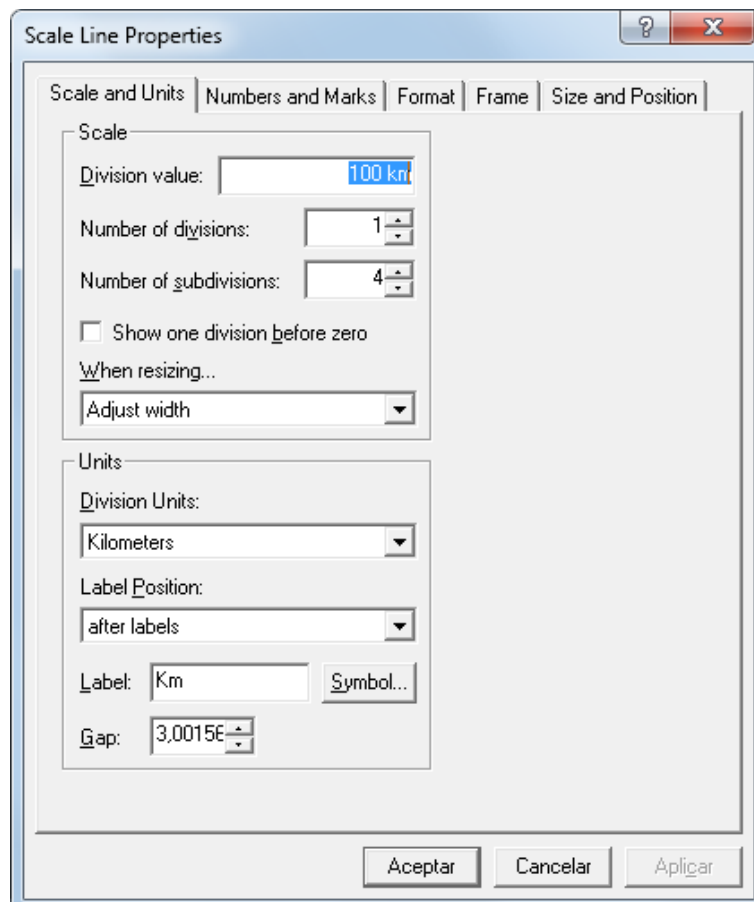 Scale Line Properties
Scale and Units Numbers and Marks Format Frame Size and Position
Scale
Division value: 100 km
Number of divisions: 1
Number of subdivisions: 4
Show one division before zero
When resizing...
Adjust width
Units
Division Units:
Kilometers
Label Position:
after labels
Label: Km Symbol...
Gap: 3,00156
Aceptar Cancelar Aplicar